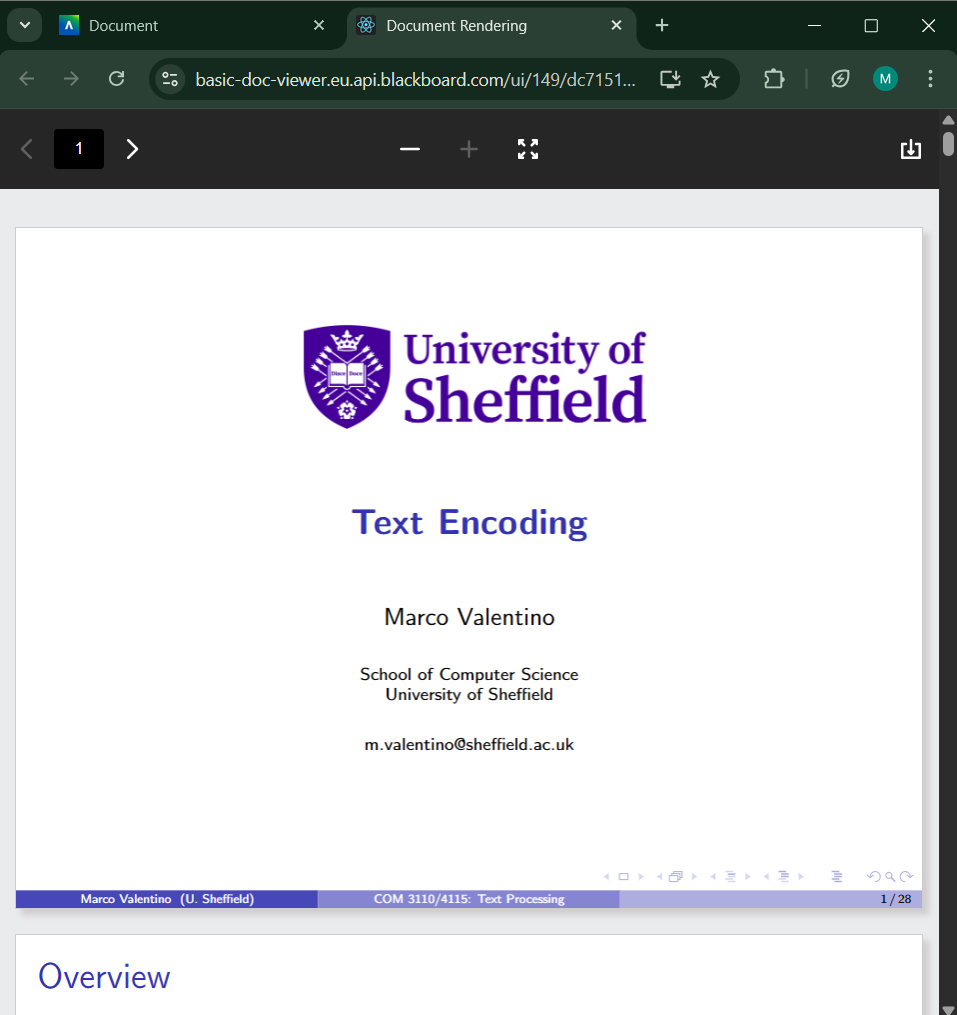 Document
Document Rendering
basic-doc-viewer.eu.api.blackboard.com/ui/149/dc7151...
M
1
Disce Doce
University of
Sheffield
Text Encoding
Marco Valentino
School of Computer Science
University of Sheffield
m.valentino@sheffield.ac.uk
Marco Valentino (U. Sheffield)
COM 3110/4115: Text Processing
1 / 28
Overview